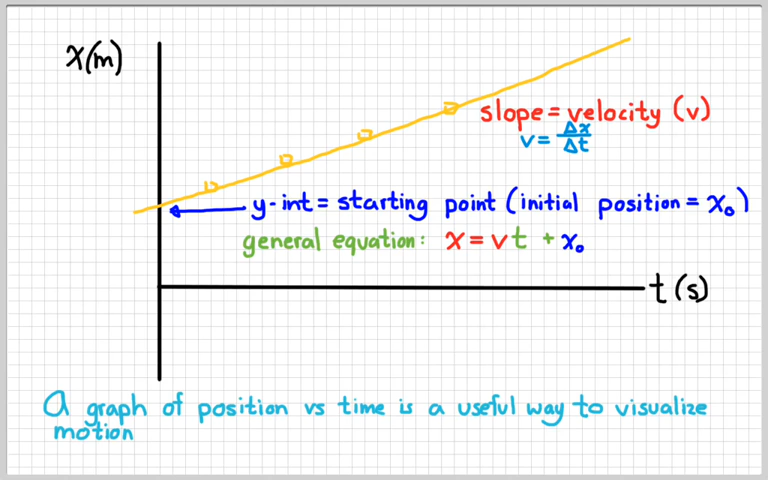 x(m)
slope = velocity (v)
v = Δx/Δt
y-int = starting point (initial position = x₀)
general equation: x = vt + x₀
t (s)
A graph of position vs time is a useful way to visualize
motion